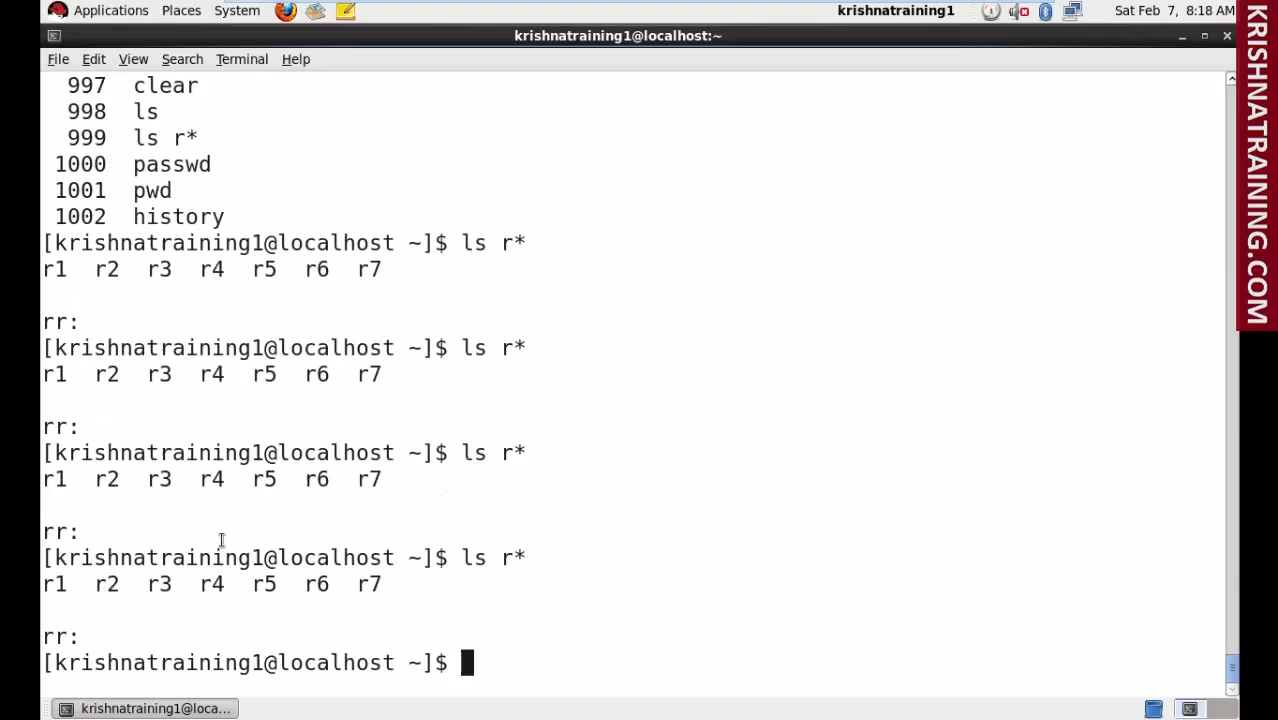 Applications Places System krishnatraining1 Sat Feb 7, 8:18 AM
krishnatraining1@localhost:~
File Edit View Search Terminal Help
997 clear
998 ls
999 ls r*
1000 passwd
1001 pwd
1002 history
[krishnatraining1@localhost ~]$ ls r*
r1 r2 r3 r4 r5 r6 r7
rr:
[krishnatraining1@localhost ~]$ ls r*
r1 r2 r3 r4 r5 r6 r7
rr:
[krishnatraining1@localhost ~]$ ls r*
r1 r2 r3 r4 r5 r6 r7
rr:
[krishnatraining1@localhost ~]$ ls r*
r1 r2 r3 r4 r5 r6 r7
rr:
[krishnatraining1@localhost ~]$
krishnatraining1@loca...
KRISHNATRAINING.COM